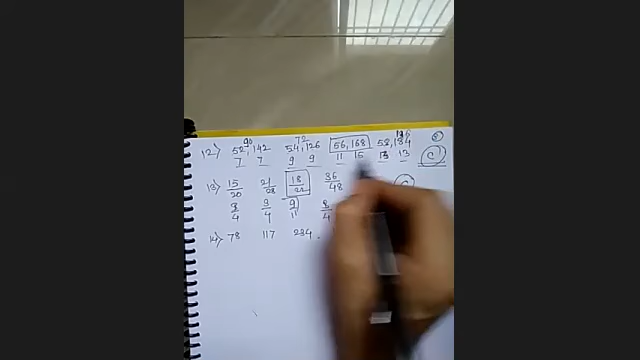 90 72 126
12) 52,142 54,126 56,168 58,184
7 7 9 9 11 15 13 13 C
13) 15/20 21/28 18/22 36/48
3/4 3/4 9/11 3/4
14) 78 117 234